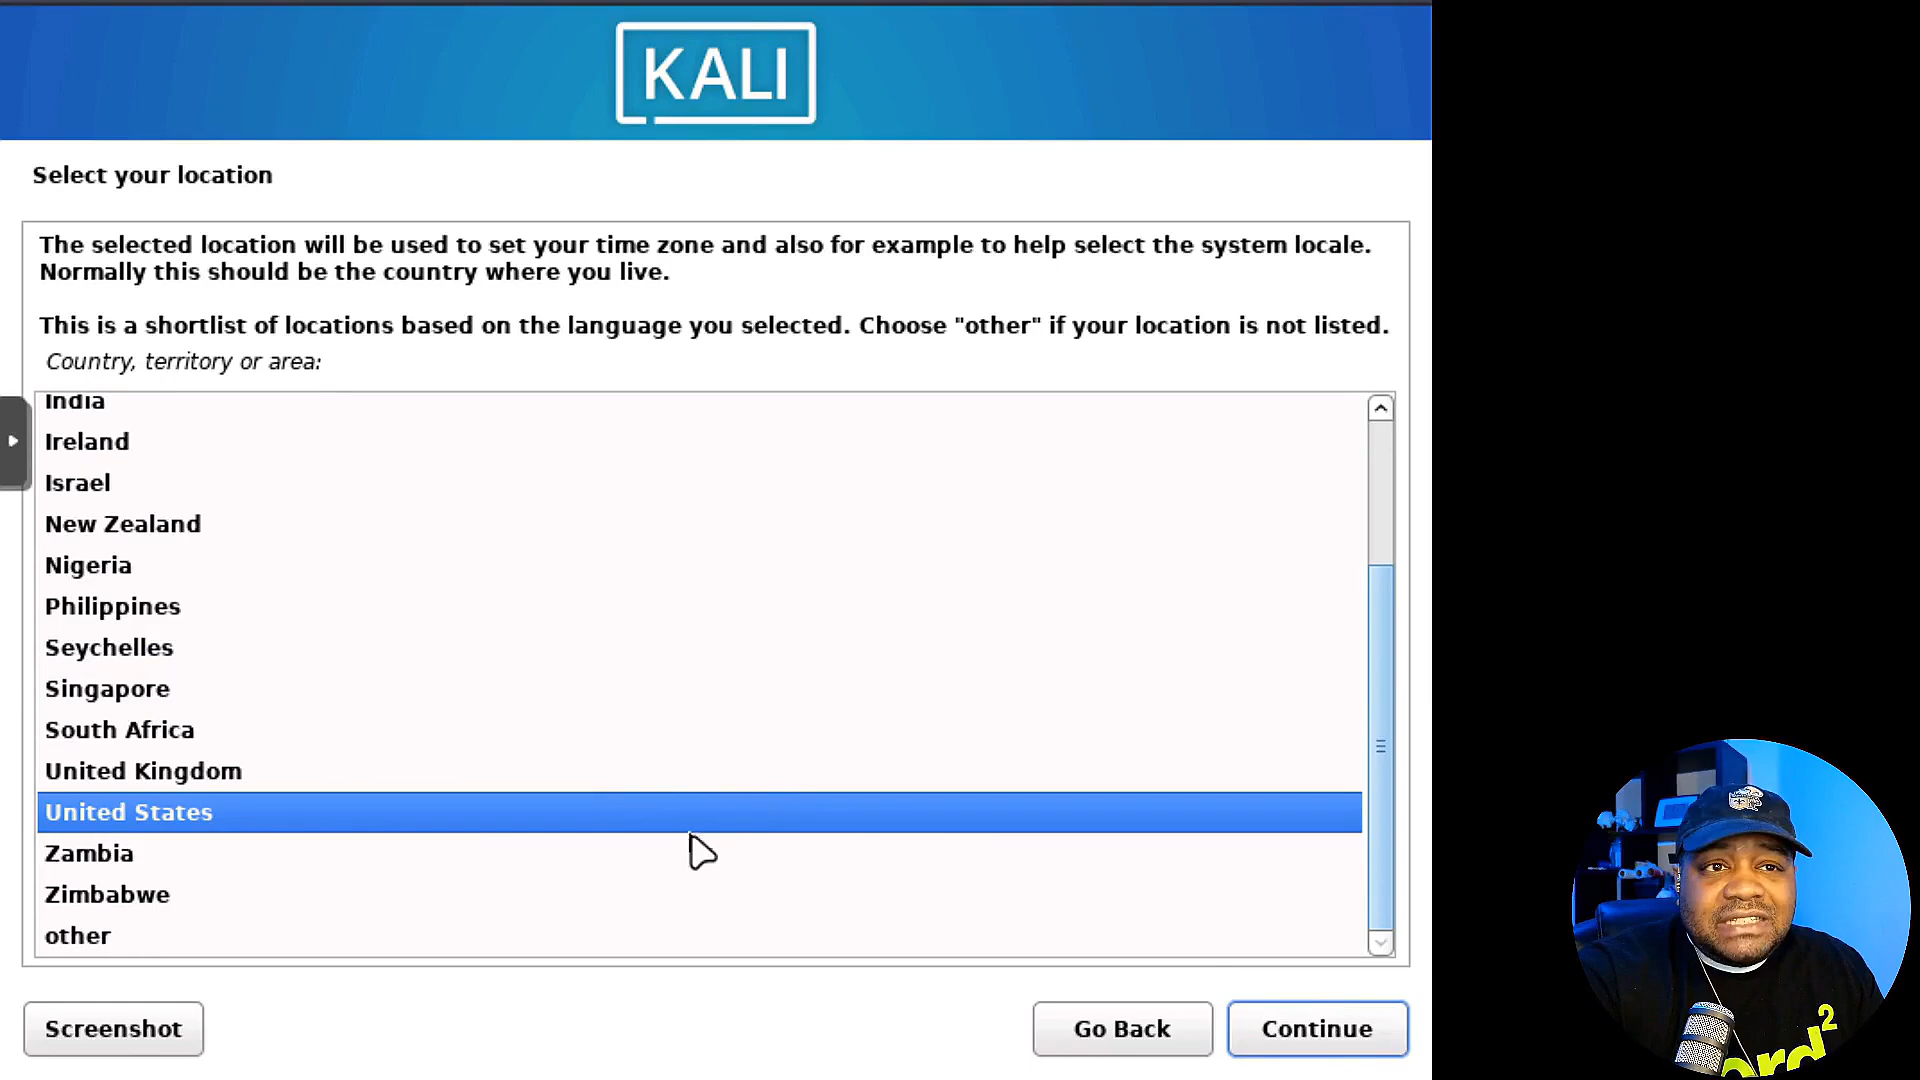 KALI
Select your location
The selected location will be used to set your time zone and also for example to help select the system locale.
Normally this should be the country where you live.
This is a shortlist of locations based on the language you selected. Choose "other" if your location is not listed.
Country, territory or area:
India
Ireland
Israel
New Zealand
Nigeria
Philippines
Seychelles
Singapore
South Africa
United Kingdom
United States
Zambia
Zimbabwe
other
Screenshot
Go Back
Continue